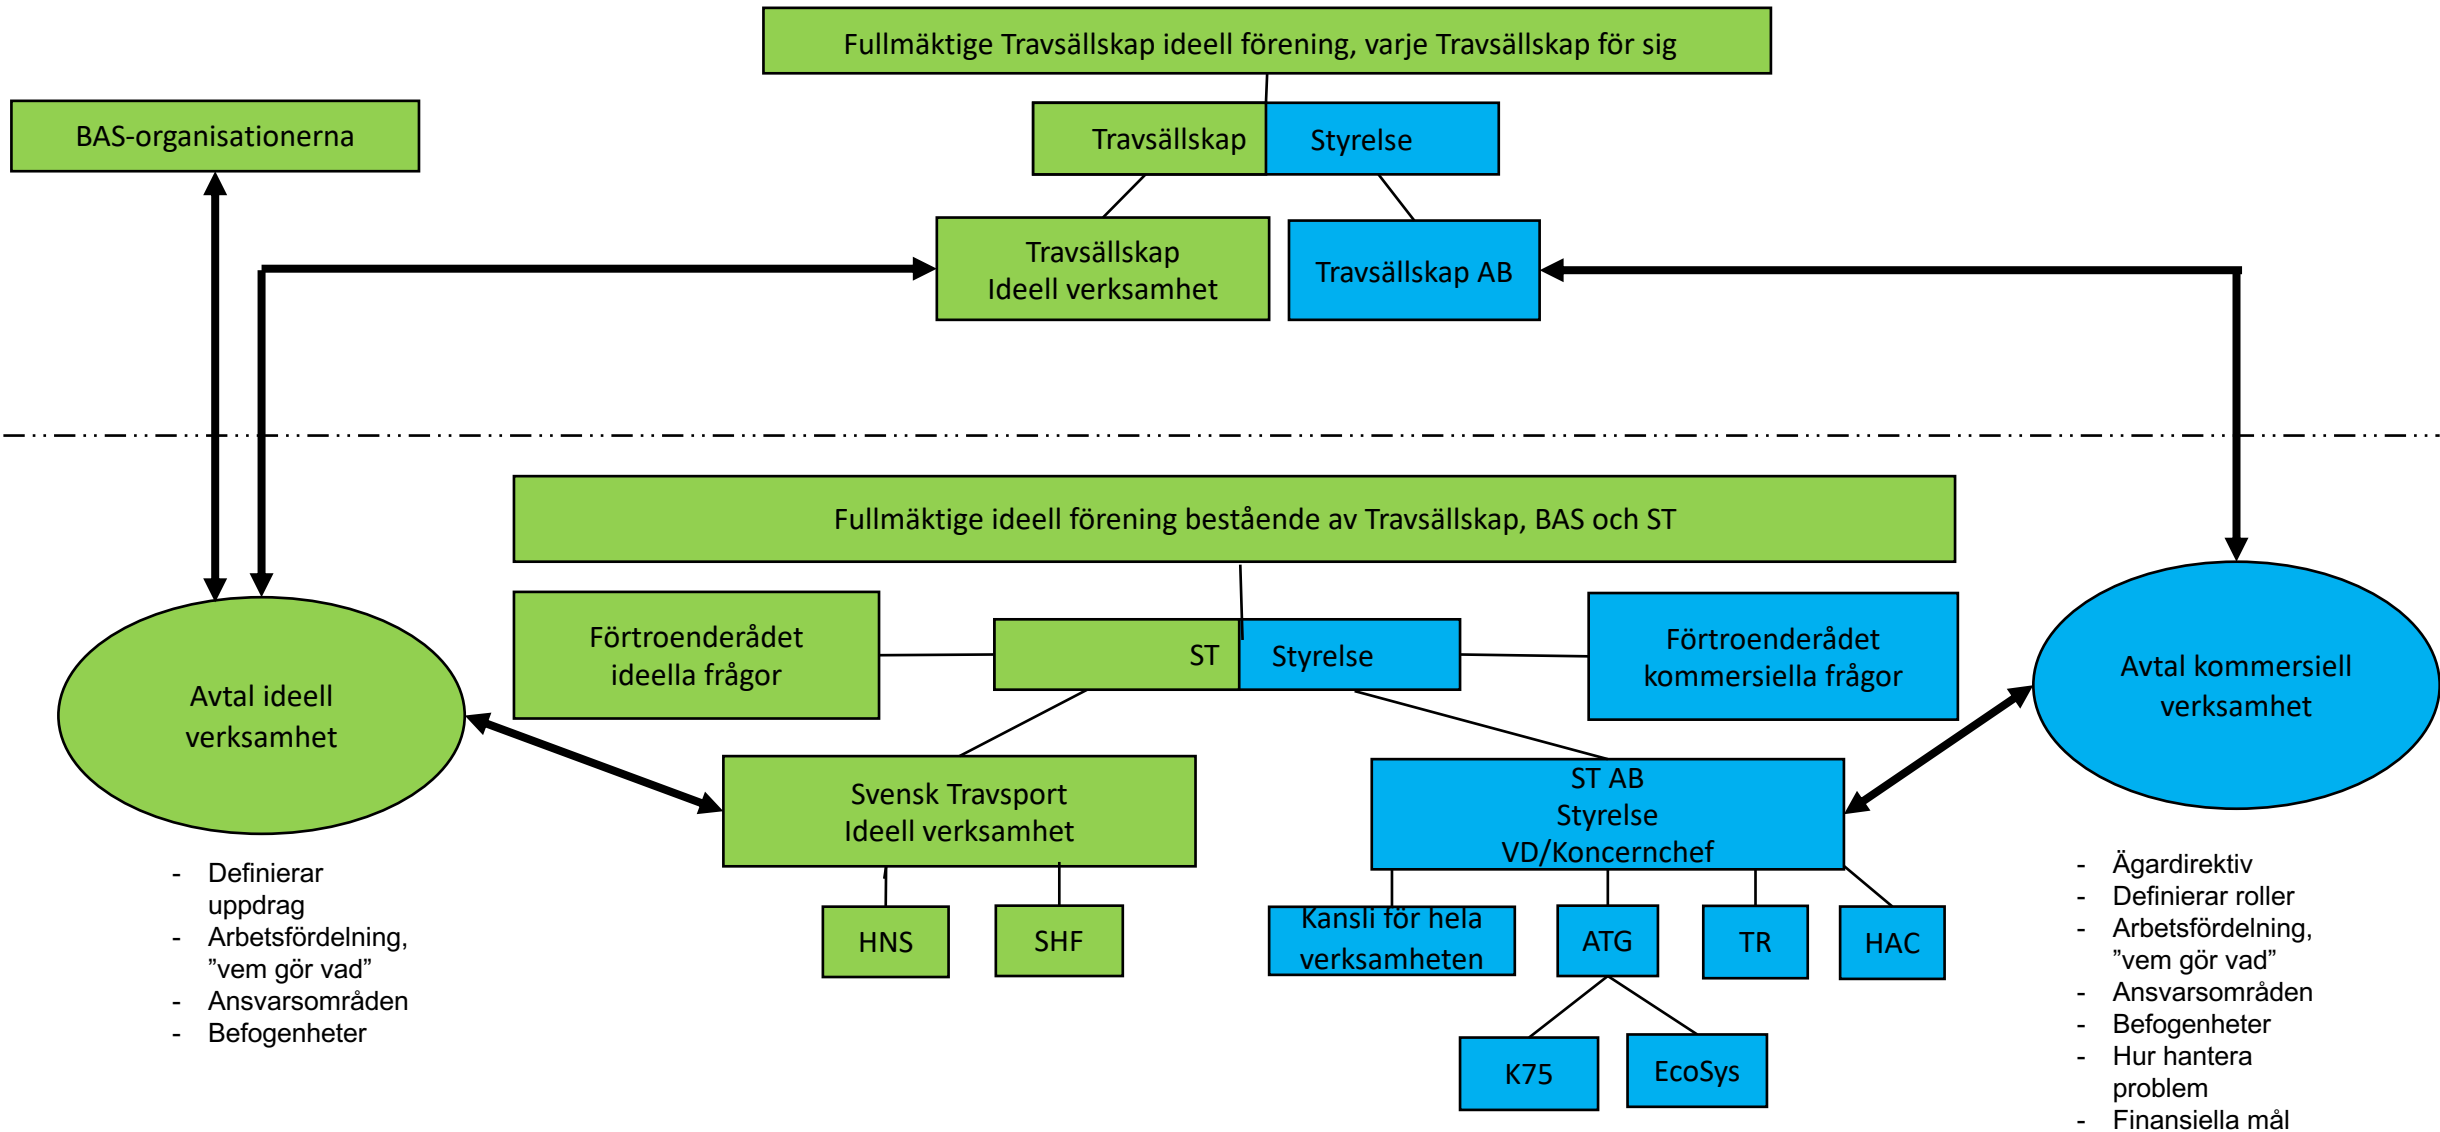 Fullmäktige Travsällskap ideell förening, varje Travsällskap för sig
BAS-organisationerna
Travsällskap
Styrelse
Travsällskap
Ideell verksamhet
Travsällskap AB
Fullmäktige ideell förening bestående av Travsällskap, BAS och ST
Förtroenderådet
ideella frågor
ST
Styrelse
Förtroenderådet
kommersiella frågor
Avtal ideell
verksamhet
Avtal kommersiell
verksamhet
Svensk Travsport
Ideell verksamhet
ST AB
Styrelse
VD/Koncernchef
HNS
SHF
Kansli för hela
verksamheten
ATG
TR
HAC
K75
EcoSys
- Definierar
uppdrag
- Arbetsfördelning,
”vem gör vad”
- Ansvarsområden
- Befogenheter
- Ägardirektiv
- Definierar roller
- Arbetsfördelning,
”vem gör vad”
- Ansvarsområden
- Befogenheter
- Hur hantera
problem
- Finansiella mål